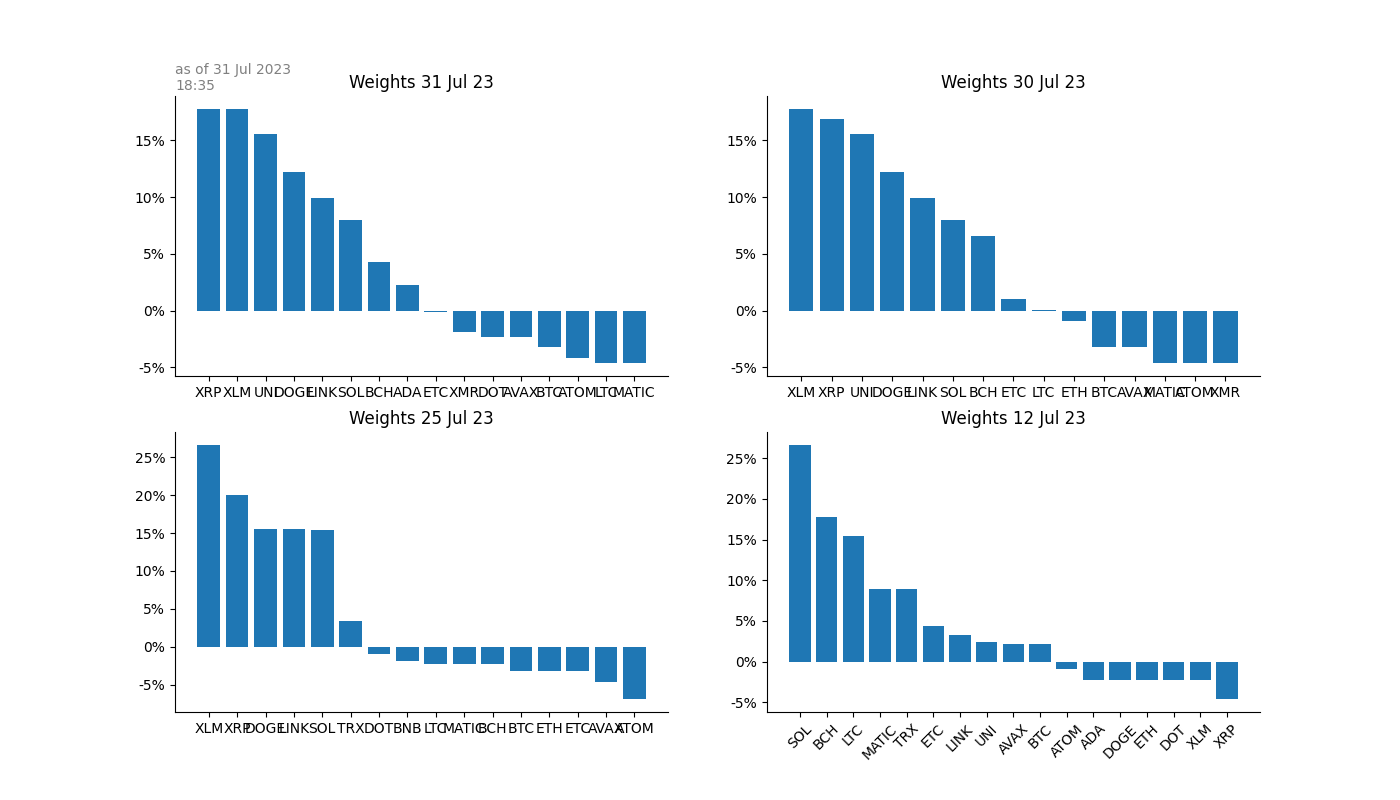 as of 31 Jul 2023
18:35
Weights 31 Jul 23
15%
10%
5%
0%
-5%
XRP XLM UNI DOGE LINK SOL BCH ADA ETC XMR DOT AVAX BTC ATOM LTC MATIC
Weights 30 Jul 23
15%
10%
5%
0%
-5%
XLM XRP UNI DOGE LINK SOL BCH ETC LTC ETH BTC AVAX MATIC ATOM XMR
Weights 25 Jul 23
25%
20%
15%
10%
5%
0%
-5%
XLM XRP DOGE LINK SOL TRX DOT BNB LTC MATIC BCH BTC ETH ETC AVAX ATOM
Weights 12 Jul 23
25%
20%
15%
10%
5%
0%
-5%
SOL BCH LTC MATIC TRX ETC LINK UNI AVAX BTC ATOM ADA DOGE ETH DOT XLM XRP